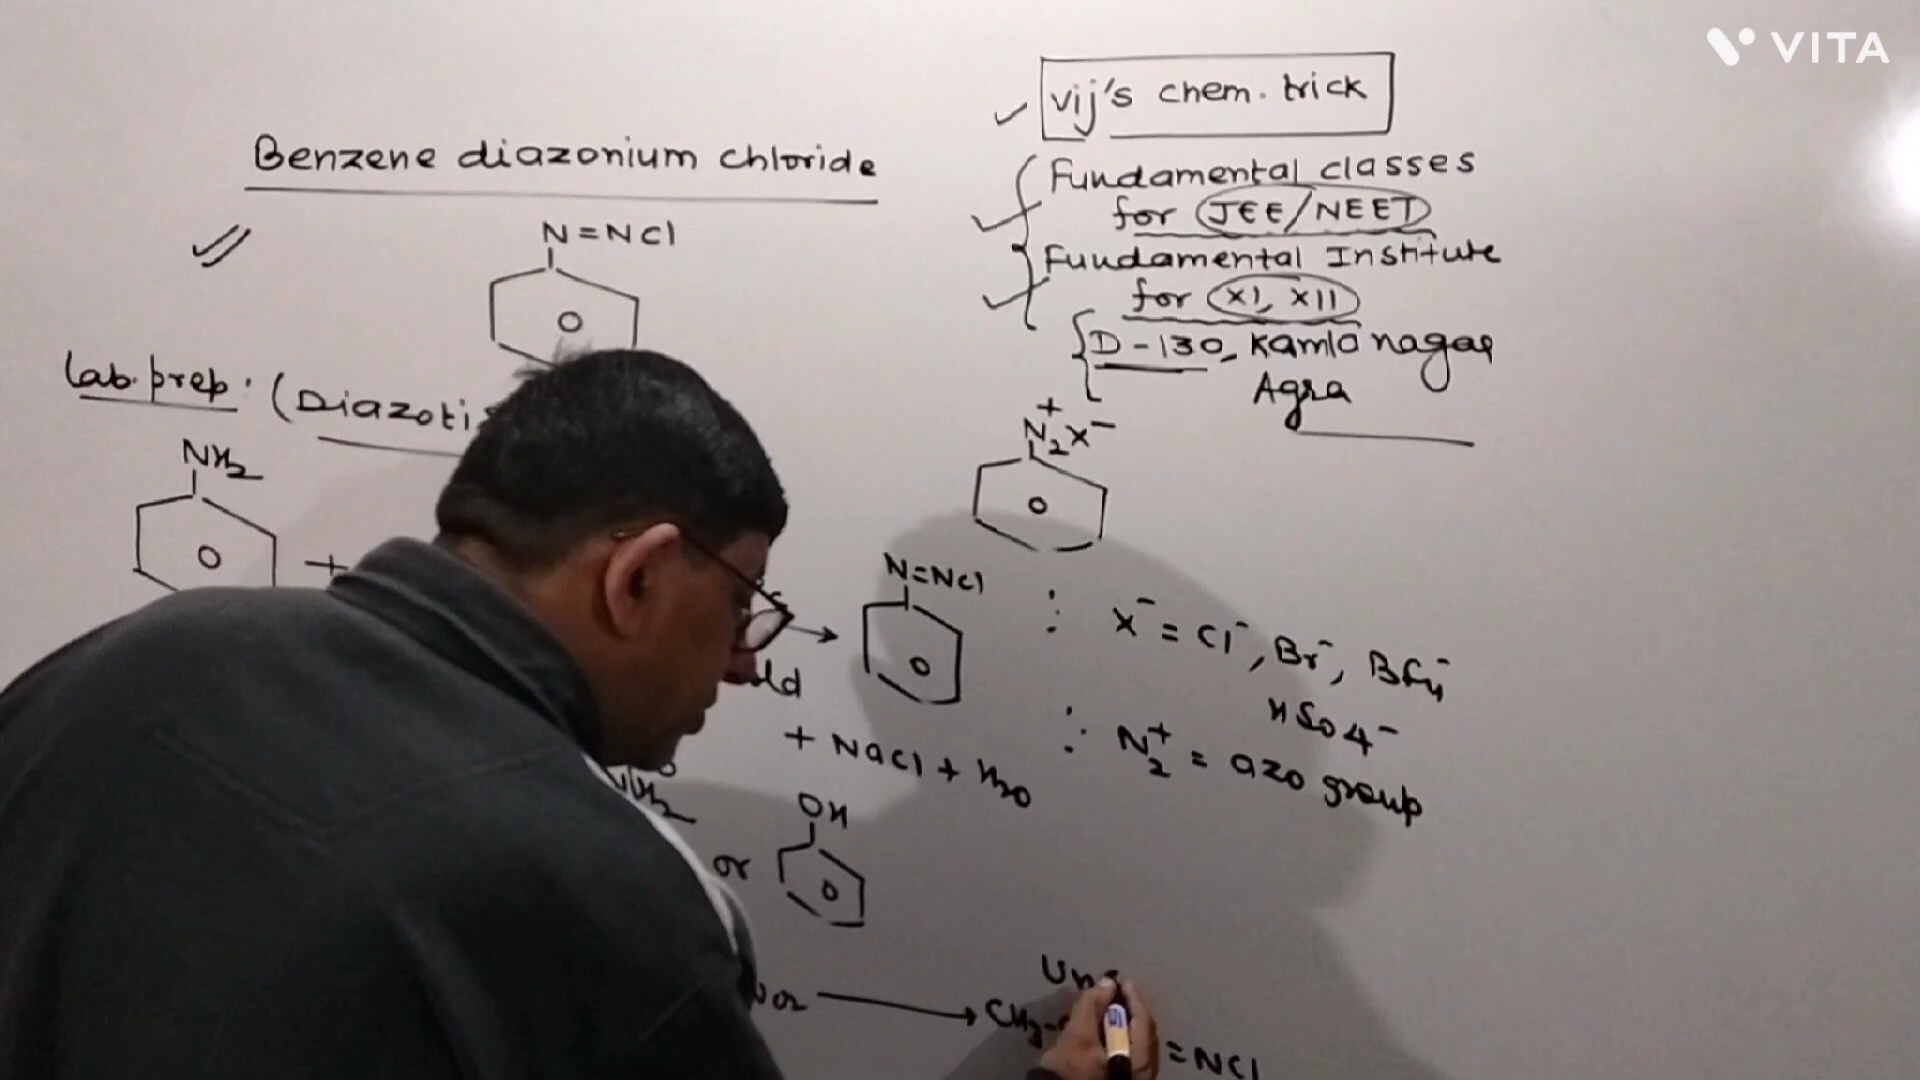 VITA
vij's chem. trick
Fundamental classes
for JEE/NEET
Fundamental Institute
for XI, XII
D-130, Kamla nagar
Agra
Benzene diazonium chloride
N=NCl
Lab. prep: (Diazoti
NH2
+
N2+X-
N=NCl
∴ X- = Cl-, Br-, BF4-
HSO4-
∴ N2+ = azo group
+ NaCl + H2O
NH2
or
OH
CH3-
=NCl